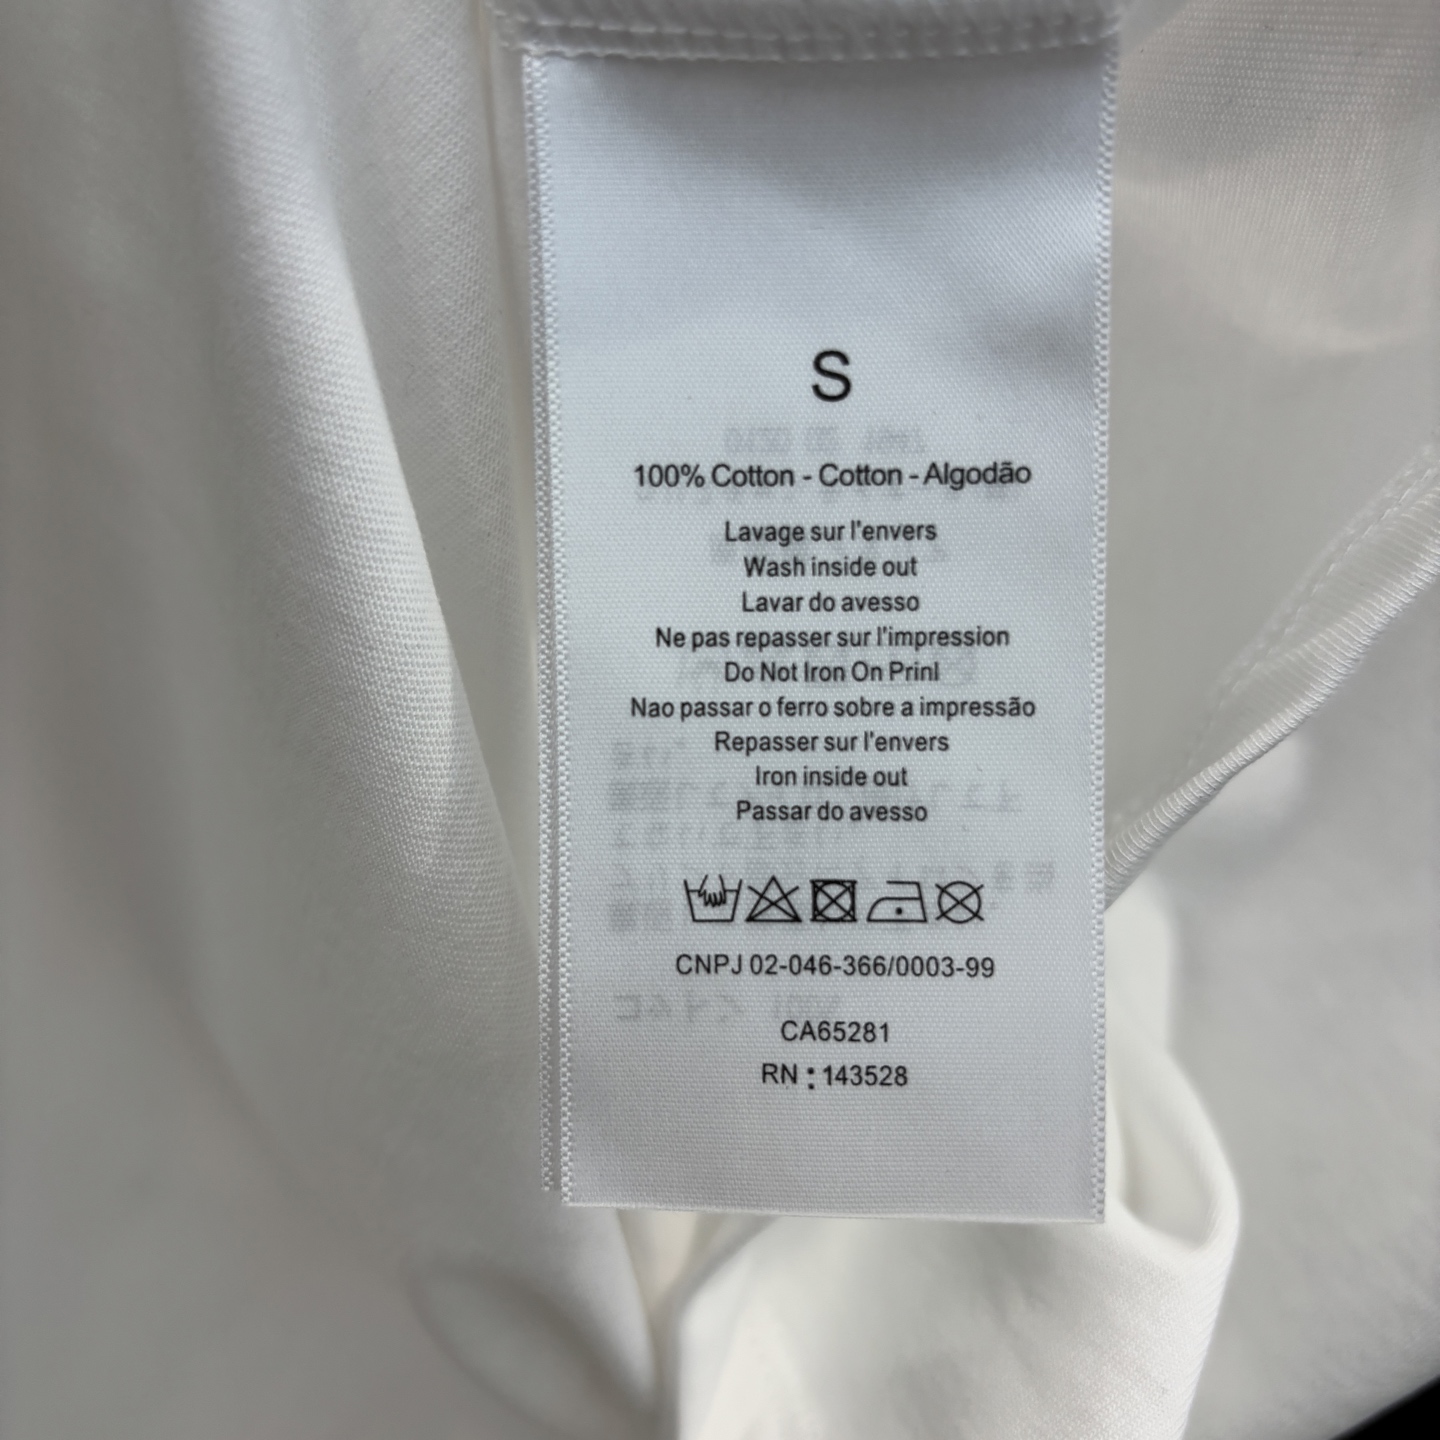 S
100% Cotton - Cotton - Algodão
Lavage sur l'envers
Wash inside out
Lavar do avesso
Ne pas repasser sur l'impression
Do Not Iron On Prinl
Nao passar o ferro sobre a impressão
Repasser sur l'envers
Iron inside out
Passar do avesso
CNPJ 02-046-366/0003-99
CA65281
RN : 143528